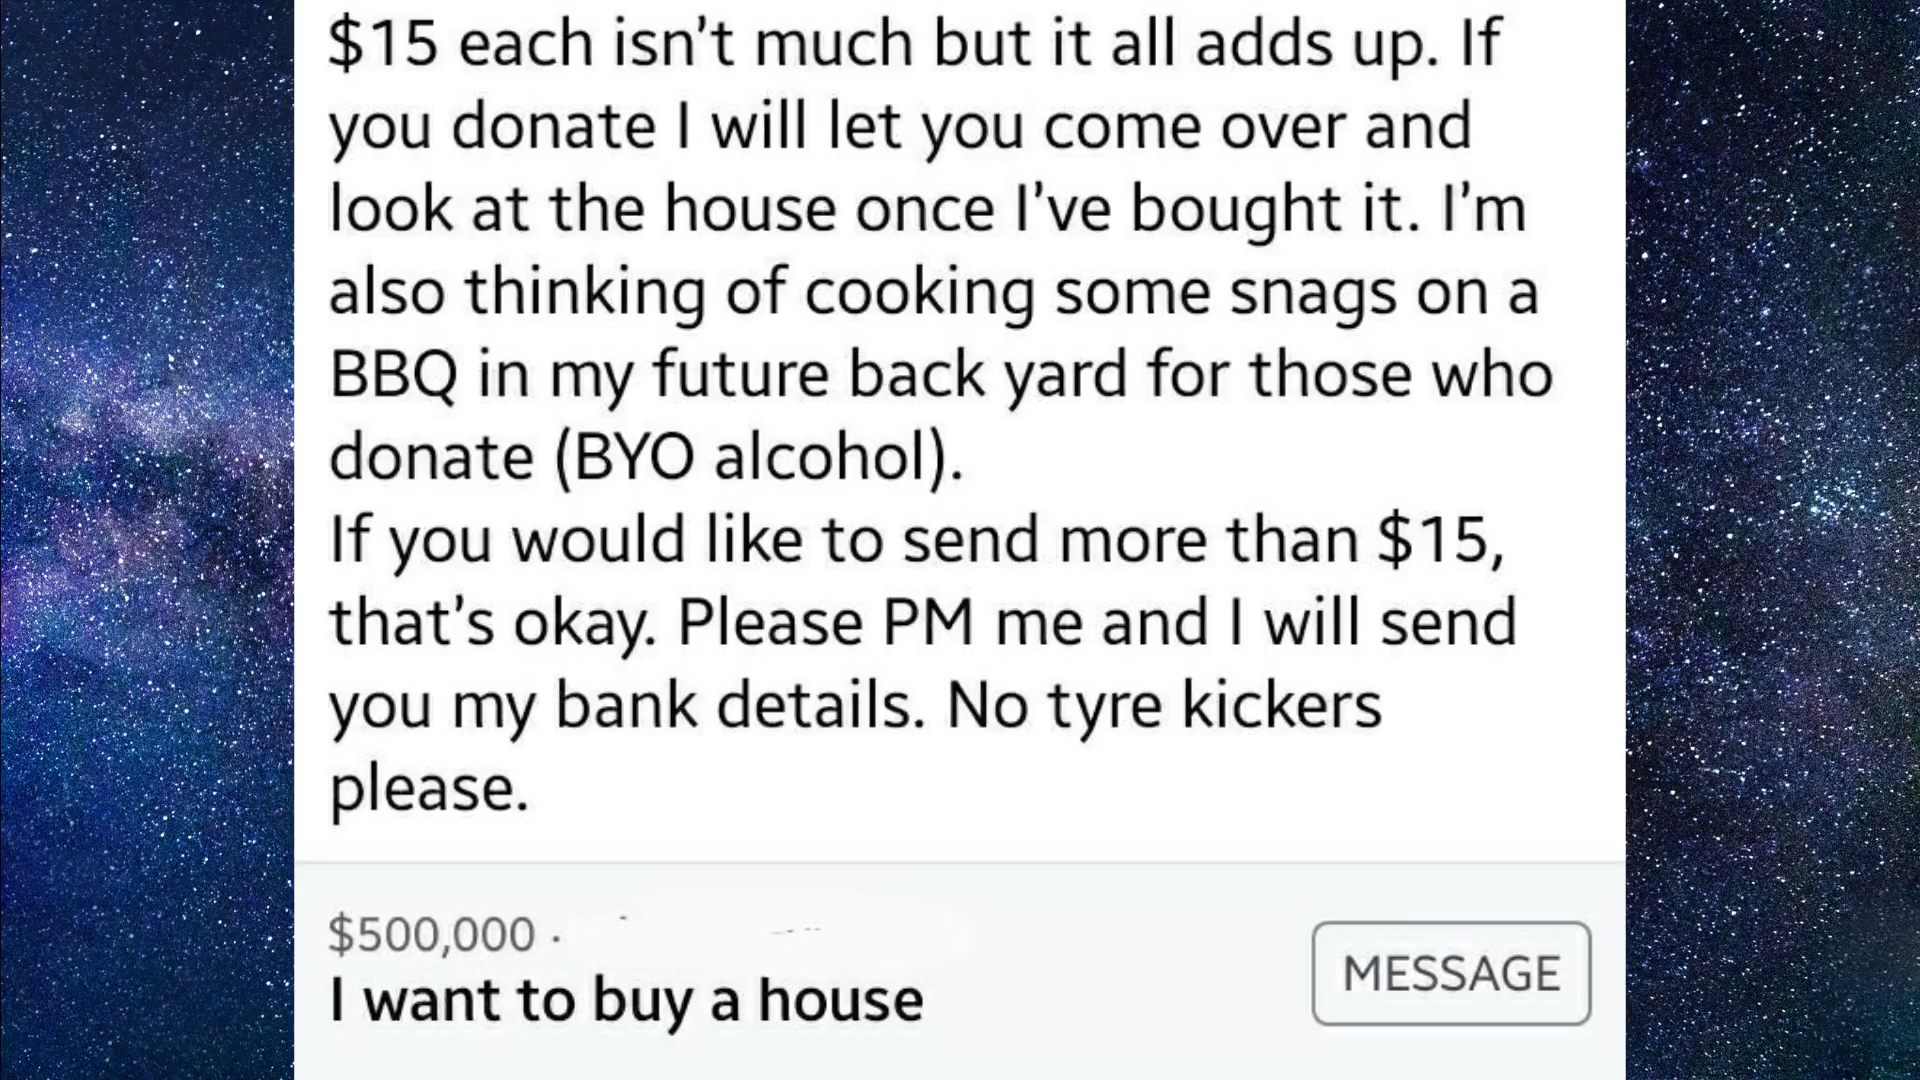 $15 each isn't much but it all adds up. If
you donate I will let you come over and
look at the house once I've bought it. I'm
also thinking of cooking some snags on a
BBQ in my future back yard for those who
donate (BYO alcohol).
If you would like to send more than $15,
that's okay. Please PM me and I will send
you my bank details. No tyre kickers
please.
$500,000 ·
I want to buy a house
MESSAGE